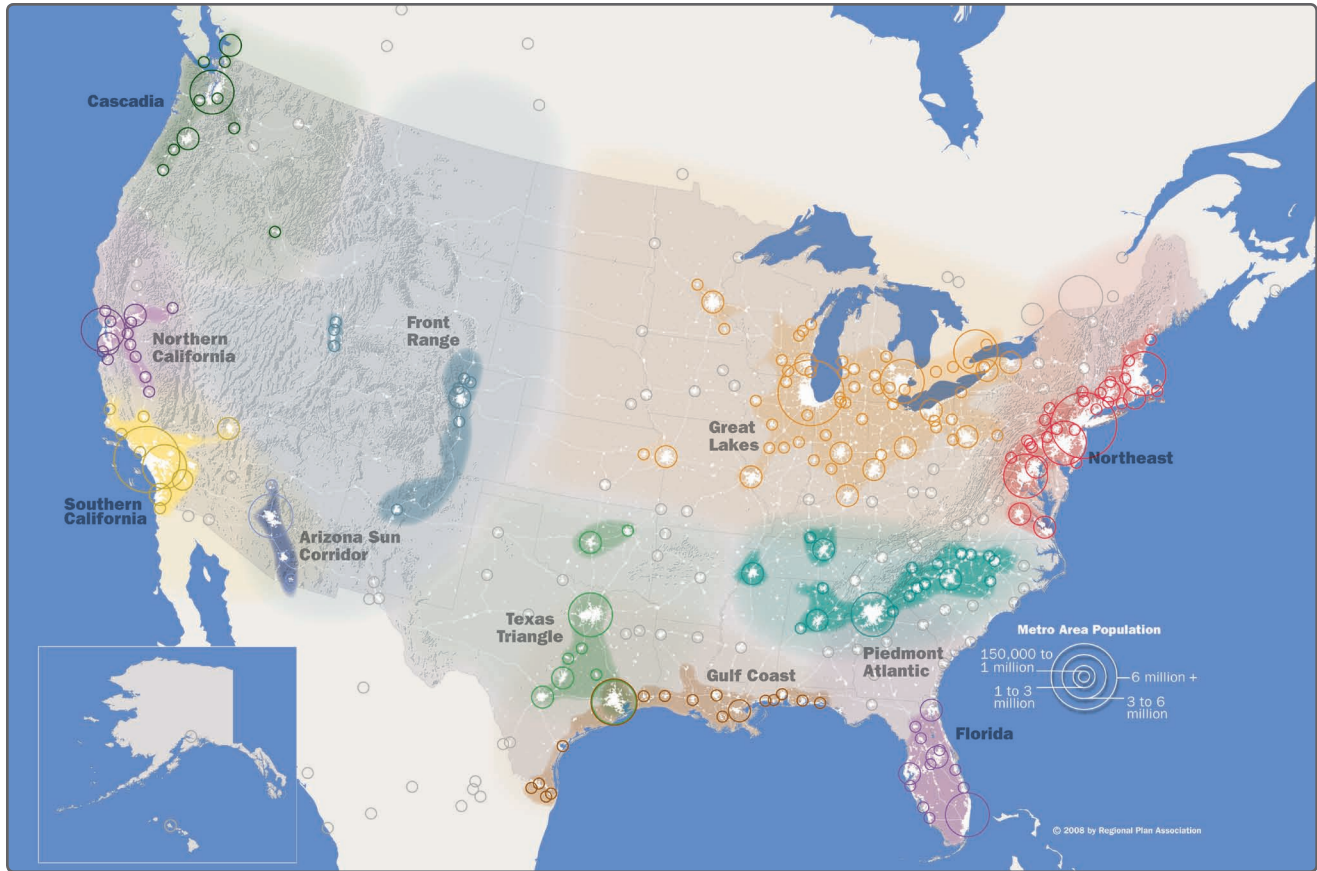 Cascadia
Northern
California
Front
Range
Great
Lakes
Northeast
Southern
California
Arizona Sun
Corridor
Texas
Triangle
Gulf Coast
Piedmont
Atlantic
Florida
Metro Area Population
150,000 to
1 million
1 to 3
million
6 million +
3 to 6
million
© 2008 by Regional Plan Association